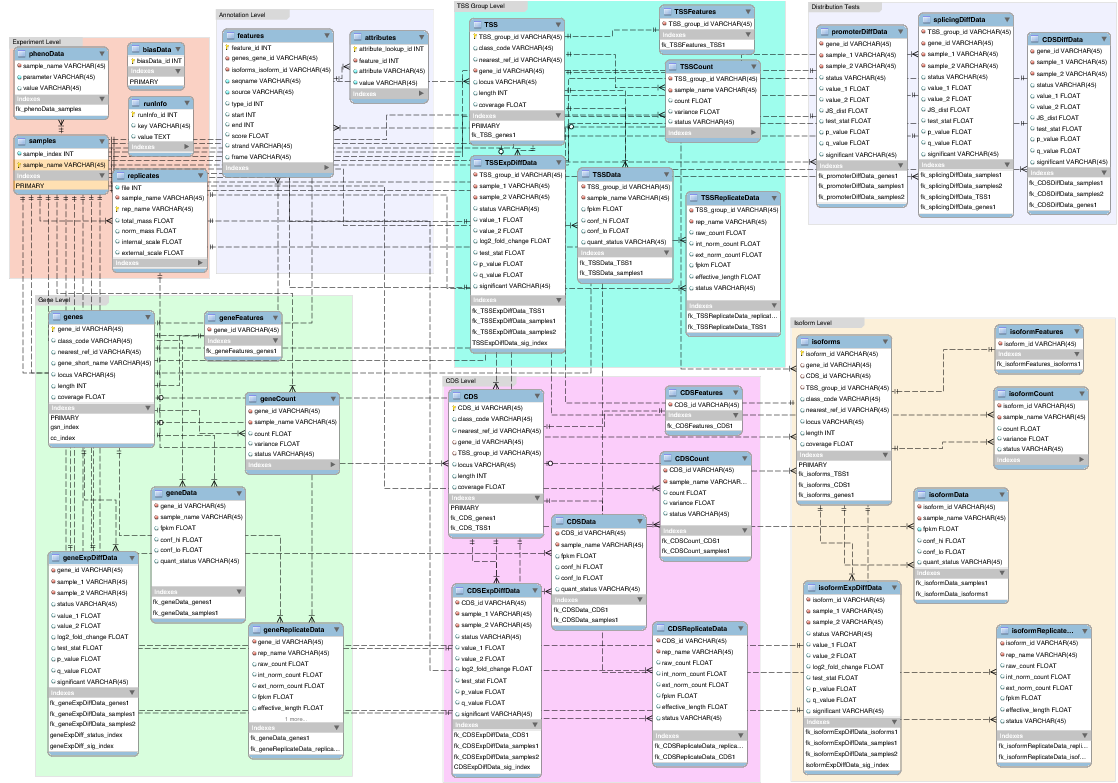 Experiment Level
phenoData
sample_name VARCHAR(45)
parameter VARCHAR(45)
value VARCHAR(45)
Indexes
fk_phenoData_samples
biasData
biasData_id INT
Indexes
PRIMARY
runInfo
runInfo_id INT
key VARCHAR(45)
value TEXT
Indexes
samples
sample_index INT
sample_name VARCHAR(45)
Indexes
PRIMARY
replicates
file INT
sample_name VARCHAR(45)
rep_name VARCHAR(45)
total_mass FLOAT
norm_mass FLOAT
internal_scale FLOAT
external_scale FLOAT
Indexes
Annotation Level
features
feature_id INT
genes_gene_id VARCHAR(45)
isoforms_isoform_id VARCHAR(45)
seqname VARCHAR(45)
source VARCHAR(45)
type_id INT
start INT
end INT
score FLOAT
strand VARCHAR(45)
frame VARCHAR(45)
Indexes
attributes
attribute_lookup_id INT
feature_id INT
attribute VARCHAR(45)
value VARCHAR(45)
Indexes
TSS Group Level
TSS
TSS_group_id VARCHAR(45)
class_code VARCHAR(45)
nearest_ref_id VARCHAR(45)
gene_id VARCHAR(45)
locus VARCHAR(45)
length INT
coverage FLOAT
Indexes
PRIMARY
fk_TSS_genes1
TSSFeatures
TSS_group_id VARCHAR(45)
Indexes
fk_TSSFeatures_TSS1
TSSCount
TSS_group_id VARCHAR(45)
sample_name VARCHAR(45)
count FLOAT
variance FLOAT
status VARCHAR(45)
Indexes
TSSExpDiffData
TSS_group_id VARCHAR(45)
sample_1 VARCHAR(45)
sample_2 VARCHAR(45)
status VARCHAR(45)
value_1 FLOAT
value_2 FLOAT
log2_fold_change FLOAT
test_stat FLOAT
p_value FLOAT
q_value FLOAT
significant VARCHAR(45)
Indexes
fk_TSSExpDiffData_TSS1
fk_TSSExpDiffData_samples1
fk_TSSExpDiffData_samples2
TSSExpDiffData_sig_index
TSSData
TSS_group_id VARCHAR(45)
sample_name VARCHAR(45)
fpkm FLOAT
conf_hi FLOAT
conf_lo FLOAT
quant_status VARCHAR(45)
Indexes
fk_TSSData_TSS1
fk_TSSData_samples1
TSSReplicateData
TSS_group_id VARCHAR(45)
rep_name VARCHAR(45)
raw_count FLOAT
int_norm_count FLOAT
ext_norm_count FLOAT
fpkm FLOAT
effective_length FLOAT
status VARCHAR(45)
Indexes
fk_TSSReplicateData_replicat...
fk_TSSReplicateData_TSS1
Distribution Tests
promoterDiffData
gene_id VARCHAR(45)
sample_1 VARCHAR(45)
sample_2 VARCHAR(45)
status VARCHAR(45)
value_1 FLOAT
value_2 FLOAT
JS_dist FLOAT
test_stat FLOAT
p_value FLOAT
q_value FLOAT
significant VARCHAR(45)
Indexes
fk_promoterDiffData_genes1
fk_promoterDiffData_samples1
fk_promoterDiffData_samples2
splicingDiffData
TSS_group_id VARCHAR(45)
gene_id VARCHAR(45)
sample_1 VARCHAR(45)
sample_2 VARCHAR(45)
status VARCHAR(45)
value_1 FLOAT
value_2 FLOAT
JS_dist FLOAT
test_stat FLOAT
p_value FLOAT
q_value FLOAT
significant VARCHAR(45)
Indexes
fk_splicingDiffData_samples1
fk_splicingDiffData_samples2
fk_splicingDiffData_TSS1
fk_splicingDiffData_genes1
CDSDiffData
gene_id VARCHAR(45)
sample_1 VARCHAR(45)
sample_2 VARCHAR(45)
status VARCHAR(45)
value_1 FLOAT
value_2 FLOAT
JS_dist FLOAT
test_stat FLOAT
p_value FLOAT
q_value FLOAT
significant VARCHAR(45)
Indexes
fk_CDSDiffData_samples1
fk_CDSDiffData_samples2
fk_CDSDiffData_genes1
Gene Level
genes
gene_id VARCHAR(45)
class_code VARCHAR(45)
nearest_ref_id VARCHAR(45)
gene_short_name VARCHAR(45)
locus VARCHAR(45)
length INT
coverage FLOAT
Indexes
PRIMARY
gsn_index
cc_index
geneFeatures
gene_id VARCHAR(45)
Indexes
fk_geneFeatures_genes1
geneCount
gene_id VARCHAR(45)
sample_name VARCHAR(45)
count FLOAT
variance FLOAT
status VARCHAR(45)
Indexes
geneData
gene_id VARCHAR(45)
sample_name VARCHAR(45)
fpkm FLOAT
conf_hi FLOAT
conf_lo FLOAT
quant_status VARCHAR(45)
Indexes
fk_geneData_genes1
fk_geneData_samples1
geneExpDiffData
gene_id VARCHAR(45)
sample_1 VARCHAR(45)
sample_2 VARCHAR(45)
status VARCHAR(45)
value_1 FLOAT
value_2 FLOAT
log2_fold_change FLOAT
test_stat FLOAT
p_value FLOAT
q_value FLOAT
significant VARCHAR(45)
Indexes
fk_geneExpDiffData_genes1
fk_geneExpDiffData_samples1
fk_geneExpDiffData_samples2
geneExpDiff_status_index
geneExpDiff_sig_index
geneReplicateData
gene_id VARCHAR(45)
rep_name VARCHAR(45)
raw_count FLOAT
int_norm_count FLOAT
ext_norm_count FLOAT
fpkm FLOAT
effective_length FLOAT
1 more...
Indexes
fk_geneData_genes1
fk_geneReplicateData_replica...
CDS Level
CDS
CDS_id VARCHAR(45)
class_code VARCHAR(45)
nearest_ref_id VARCHAR(45)
gene_id VARCHAR(45)
TSS_group_id VARCHAR(45)
locus VARCHAR(45)
length INT
coverage FLOAT
Indexes
PRIMARY
fk_CDS_genes1
fk_CDS_TSS1
CDSFeatures
CDS_id VARCHAR(45)
Indexes
fk_CDSFeatures_CDS1
CDSCount
CDS_id VARCHAR(45)
sample_name VARCHAR...
count FLOAT
variance FLOAT
status VARCHAR(45)
Indexes
fk_CDSCount_CDS1
fk_CDSCount_samples1
CDSData
CDS_id VARCHAR(45)
sample_name VARCHAR(45)
fpkm FLOAT
conf_hi FLOAT
conf_lo FLOAT
quant_status VARCHAR(45)
Indexes
fk_CDSData_CDS1
fk_CDSData_samples1
CDSExpDiffData
CDS_id VARCHAR(45)
sample_1 VARCHAR(45)
sample_2 VARCHAR(45)
status VARCHAR(45)
value_1 FLOAT
value_2 FLOAT
log2_fold_change FLOAT
test_stat FLOAT
p_value FLOAT
q_value FLOAT
significant VARCHAR(45)
Indexes
fk_CDSExpDiffData_CDS1
fk_CDSExpDiffData_samples1
fk_CDSExpDiffData_samples2
CDSExpDiffData_sig_index
CDSReplicateData
CDS_id VARCHAR(45)
rep_name VARCHAR(45)
raw_count FLOAT
int_norm_count FLOAT
ext_norm_count FLOAT
fpkm FLOAT
effective_length FLOAT
status VARCHAR(45)
Indexes
fk_CDSReplicateData_replica...
fk_CDSReplicateData_CDS1
Isoform Level
isoforms
isoform_id VARCHAR(45)
gene_id VARCHAR(45)
CDS_id VARCHAR(45)
TSS_group_id VARCHAR(45)
class_code VARCHAR(45)
nearest_ref_id VARCHAR(45)
locus VARCHAR(45)
length INT
coverage FLOAT
Indexes
PRIMARY
fk_isoforms_TSS1
fk_isoforms_CDS1
fk_isoforms_genes1
isoformFeatures
isoform_id VARCHAR(45)
Indexes
fk_isoformFeatures_isoforms1
isoformCount
isoform_id VARCHAR(45)
sample_name VARCHAR(45)
count FLOAT
variance FLOAT
status VARCHAR(45)
Indexes
isoformData
isoform_id VARCHAR(45)
sample_name VARCHAR(45)
fpkm FLOAT
conf_hi FLOAT
conf_lo FLOAT
quant_status VARCHAR(45)
Indexes
fk_isoformData_samples1
fk_isoformData_isoforms1
isoformExpDiffData
isoform_id VARCHAR(45)
sample_1 VARCHAR(45)
sample_2 VARCHAR(45)
status VARCHAR(45)
value_1 FLOAT
value_2 FLOAT
log2_fold_change FLOAT
test_stat FLOAT
p_value FLOAT
q_value FLOAT
significant VARCHAR(45)
Indexes
fk_isoformExpDiffData_isoforms1
fk_isoformExpDiffData_samples1
fk_isoformExpDiffData_samples2
isoformExpDiffData_sig_index
isoformReplicate...
isoform_id VARCHAR(45)
rep_name VARCHAR(45)
raw_count FLOAT
int_norm_count FLOAT
ext_norm_count FLOAT
fpkm FLOAT
effective_length FLOAT
status VARCHAR(45)
Indexes
fk_isoformReplicateData_repli...
fk_isoformReplicateData_isof...